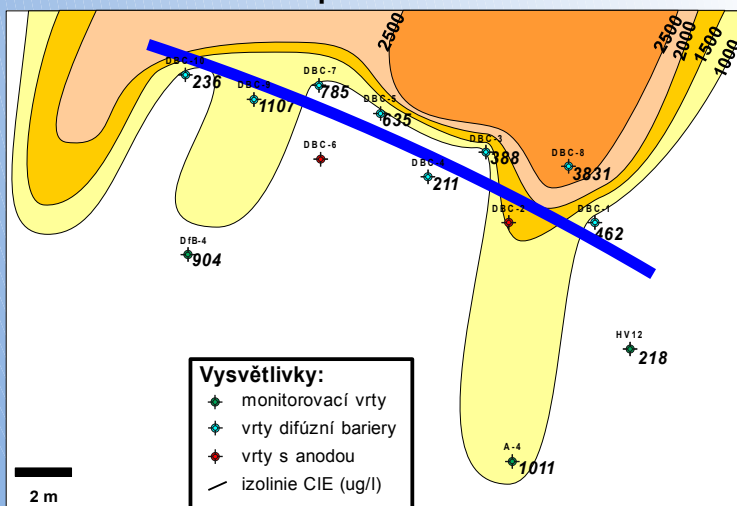 2500
2500
2000
1500
1000
DBC-10
236
DBC-9
1107
DBC-7
785
DBC-5
635
DBC-6
DBC-3
388
DBC-8
3831
DBC-4
211
DBC-2
DBC-1
462
DfB-4
904
HV12
218
A-4
1011
Vysvětlivky:
monitorovací vrty
vrty difúzní bariery
vrty s anodou
izolinie ClE (ug/l)
2 m